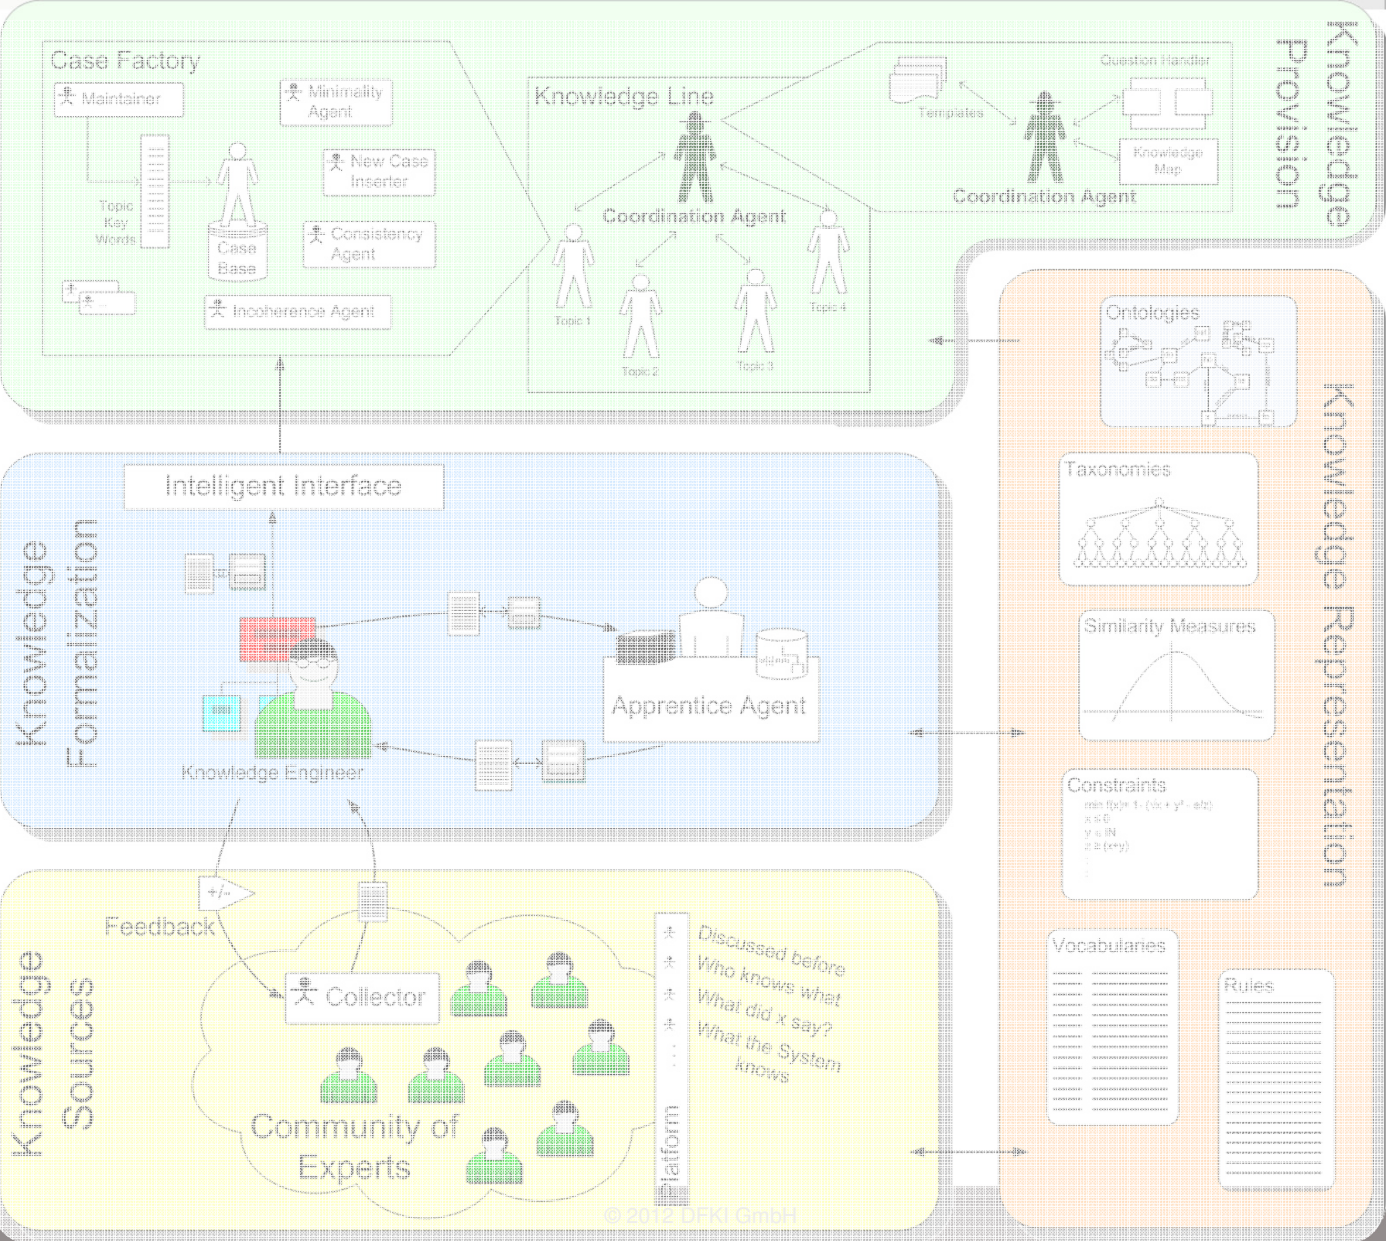 Case Factory
Maintainer
Topic
Key
Words
Case
Base
Minimality
Agent
New Case
Inserter
Consistency
Agent
Incoherence Agent
Knowledge Line
Coordination Agent
Topic 1
Topic 2
Topic 3
Topic 4
Templates
Question Handler
Knowledge
Map
Coordination Agent
Knowledge
Provision
Intelligent Interface
Knowledge
Formalization
Knowledge Engineer
Apprentice Agent
Feedback
+/-
Knowledge
Sources
Collector
Community of
Experts
Discussed before
Who knows what
What did x say?
What the System
knows
© 2012 DFKI GmbH
Knowledge Representation
Ontologies
Taxonomies
Similarity Measures
Constraints
Vocabularies
Rules